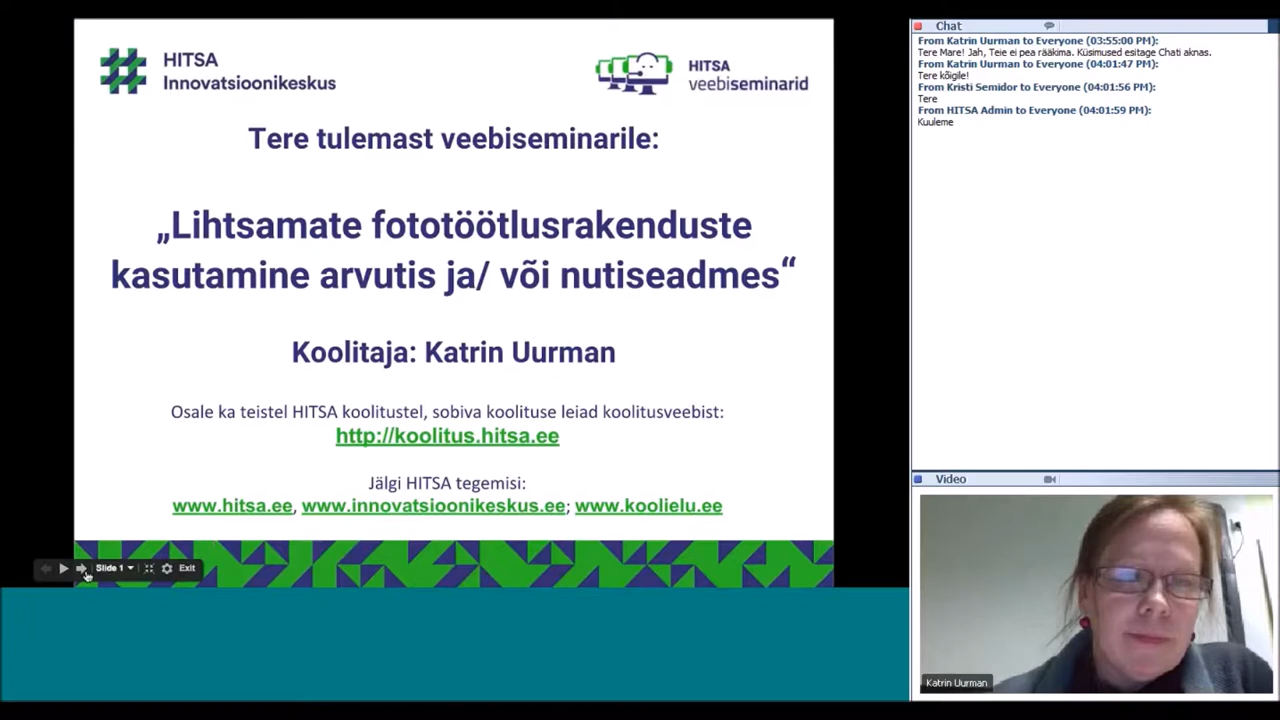 HITSA
Innovatsioonikeskus
HITSA
veebiseminarid
Tere tulemast veebiseminarile:
„Lihtsamate fototöötlusrakenduste
kasutamine arvutis ja/ või nutiseadmes“
Koolitaja: Katrin Uurman
Osale ka teistel HITSA koolitustel, sobiva koolituse leiad koolitusveebist:
http://koolitus.hitsa.ee
Jälgi HITSA tegemisi:
www.hitsa.ee, www.innovatsioonikeskus.ee; www.koolielu.ee
Slide 1
Exit
Chat
From Katrin Uurman to Everyone (03:55:00 PM):
Tere Mare! Jah, Teie ei pea rääkima. Küsimused esitage Chati aknas.
From Katrin Uurman to Everyone (04:01:47 PM):
Tere kõigile!
From Kristi Semidor to Everyone (04:01:56 PM):
Tere
From HITSA Admin to Everyone (04:01:59 PM):
Kuuleme
Video
Katrin Uurman